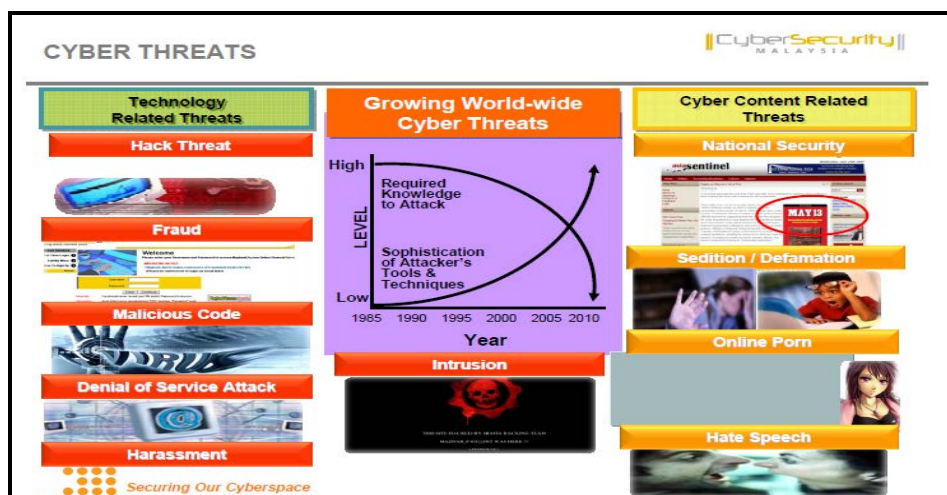 CYBER THREATS
CyberSecurity
MALAYSIA
Technology
Related Threats
Hack Threat
Fraud
Welcome
Malicious Code
VIRUS
Denial of Service Attack
@
Harassment
Securing Our Cyberspace
Growing World-wide
Cyber Threats
High
Required
Knowledge
to Attack
LEVEL
Sophistication
of Attacker's
Tools &
Techniques
Low
1985 1990 1995 2000 2005 2010
Year
Intrusion
Cyber Content Related
Threats
National Security
asiasentinel
MAY 13
Sedition / Defamation
Online Porn
Hate Speech